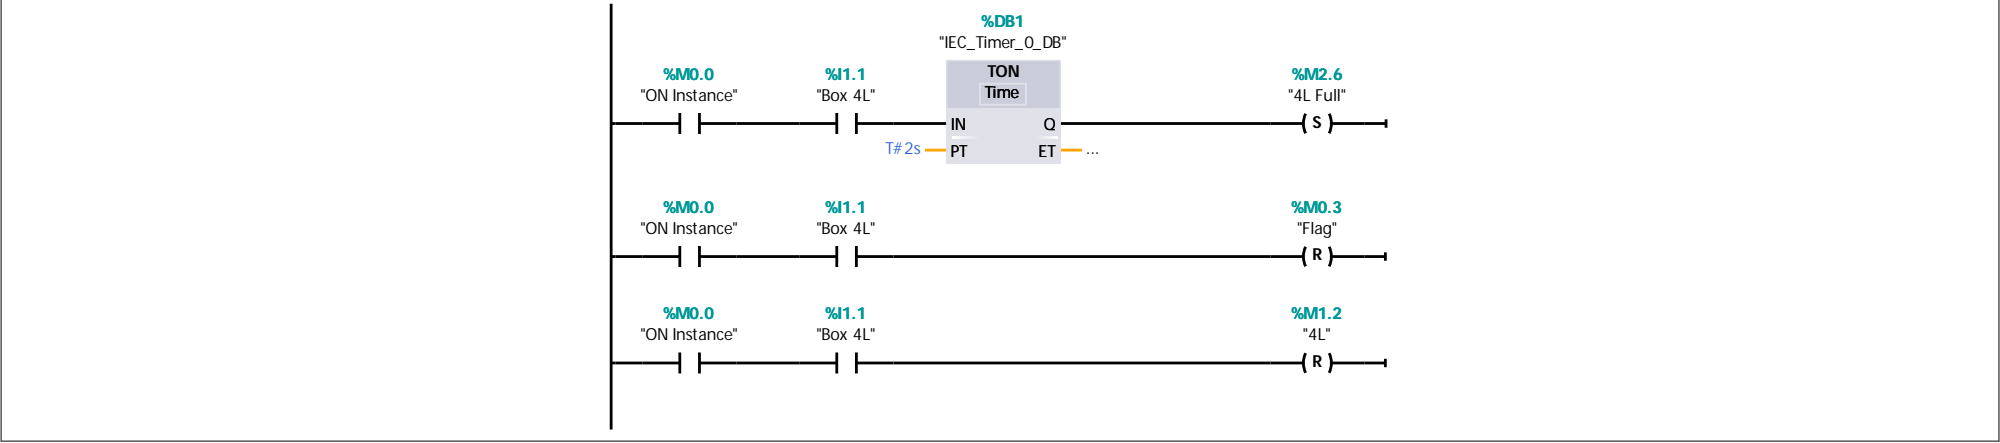 %DB1
"IEC_Timer_0_DB"
%M0.0 %I1.1 TON %M2.6
"ON Instance" "Box 4L" Time "4L Full"
IN Q S
T#2s PT ET ...
%M0.0 %I1.1 %M0.3
"ON Instance" "Box 4L" "Flag"
R
%M0.0 %I1.1 %M1.2
"ON Instance" "Box 4L" "4L"
R